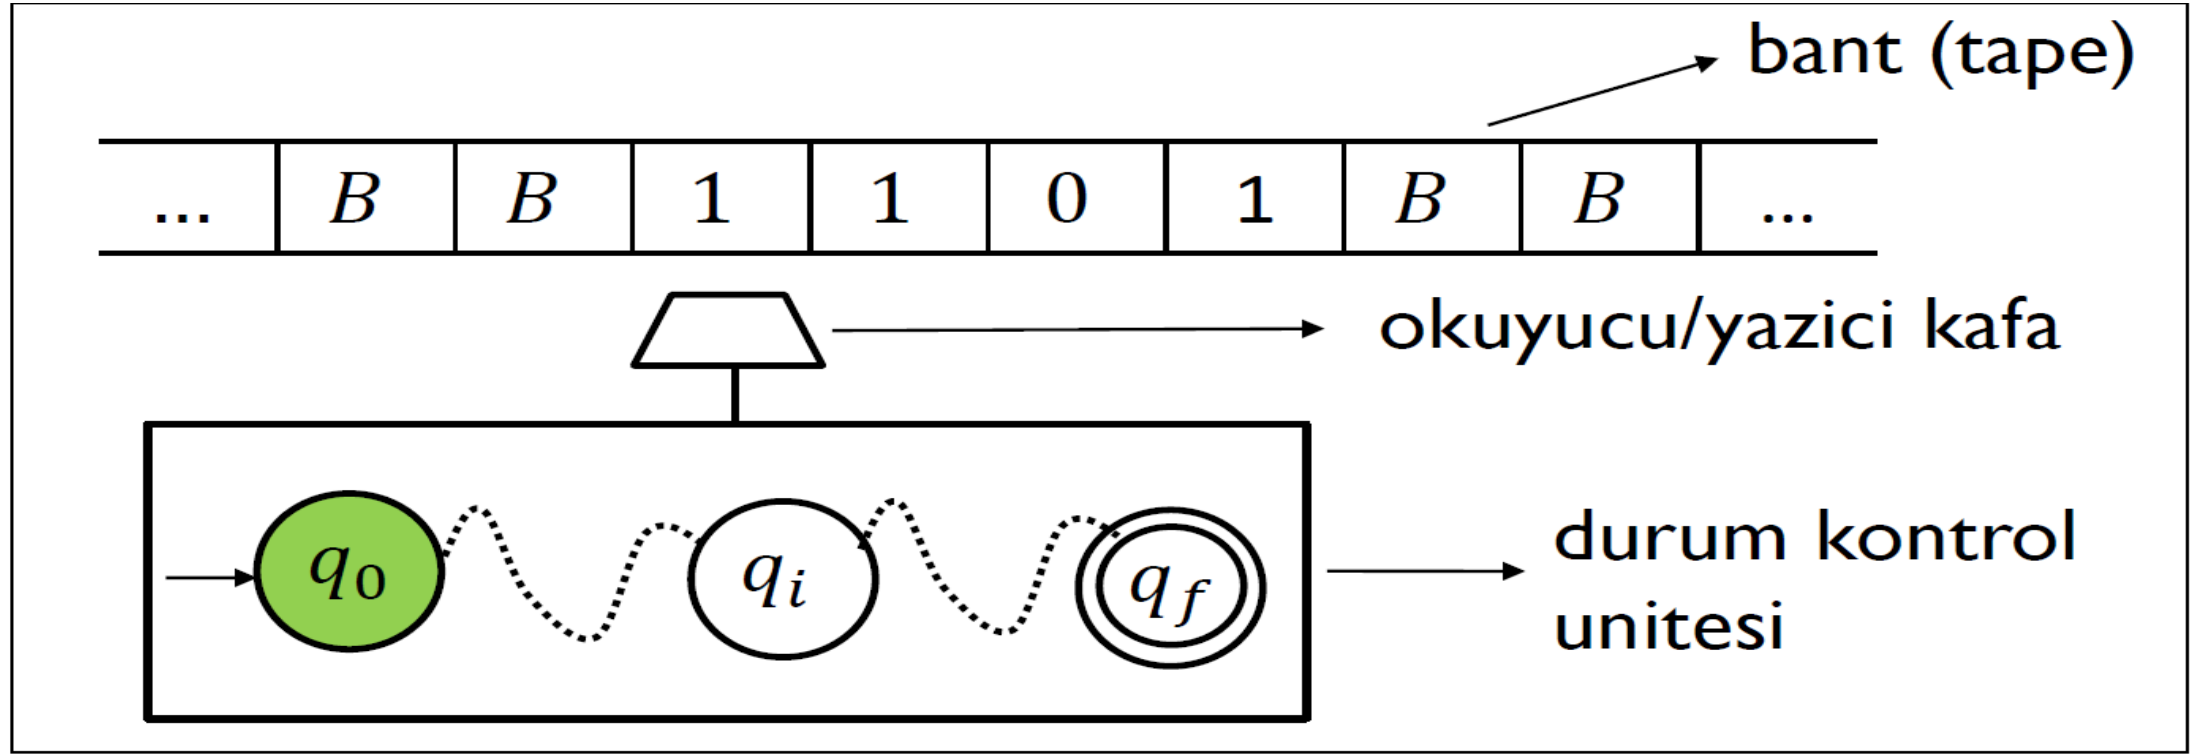 bant (tape)
... B B 1 1 0 1 B B ...
okuyucu/yazici kafa
q0 qi qf
durum kontrol
unitesi